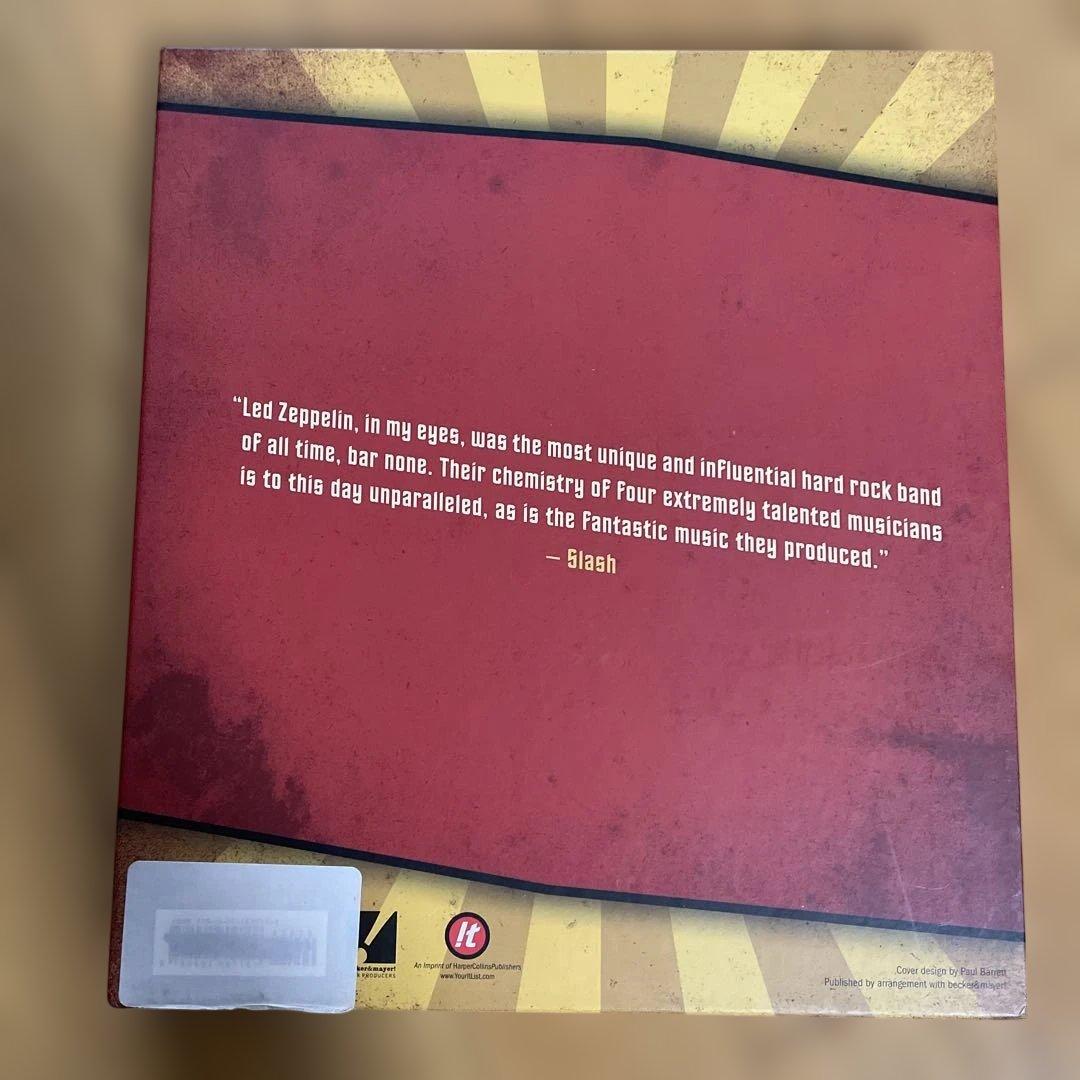 “Led Zeppelin, in my eyes, was the most unique and influential hard rock band
of all time, bar none. Their chemistry of four extremely talented musicians
is to this day unparalleled, as is the fantastic music they produced.”
— Slash
ker&mayer!
K PRODUCERS
!t
An Imprint of HarperCollinsPublishers
www.YourItList.com
Cover design by Paul Barrett
Published by arrangement with becker&mayer!